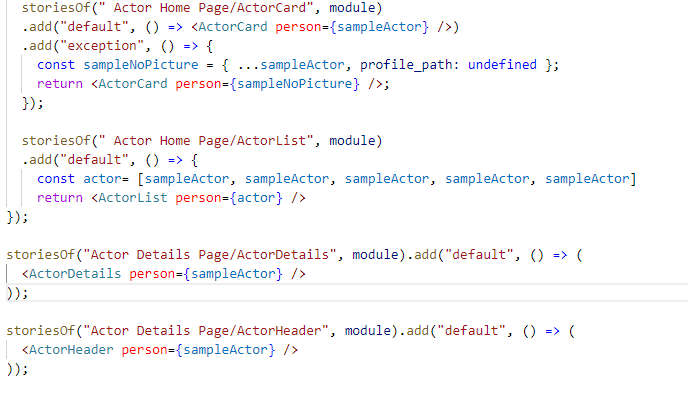 storiesOf(" Actor Home Page/ActorCard", module)
.add("default", () => <ActorCard person={sampleActor} />)
.add("exception", () => {
const sampleNoPicture = { ...sampleActor, profile_path: undefined };
return <ActorCard person={sampleNoPicture} />;
});
storiesOf(" Actor Home Page/ActorList", module)
.add("default", () => {
const actor= [sampleActor, sampleActor, sampleActor, sampleActor, sampleActor]
return <ActorList person={actor} />
});
storiesOf("Actor Details Page/ActorDetails", module).add("default", () => (
<ActorDetails person={sampleActor} />
));
storiesOf("Actor Details Page/ActorHeader", module).add("default", () => (
<ActorHeader person={sampleActor} />
));